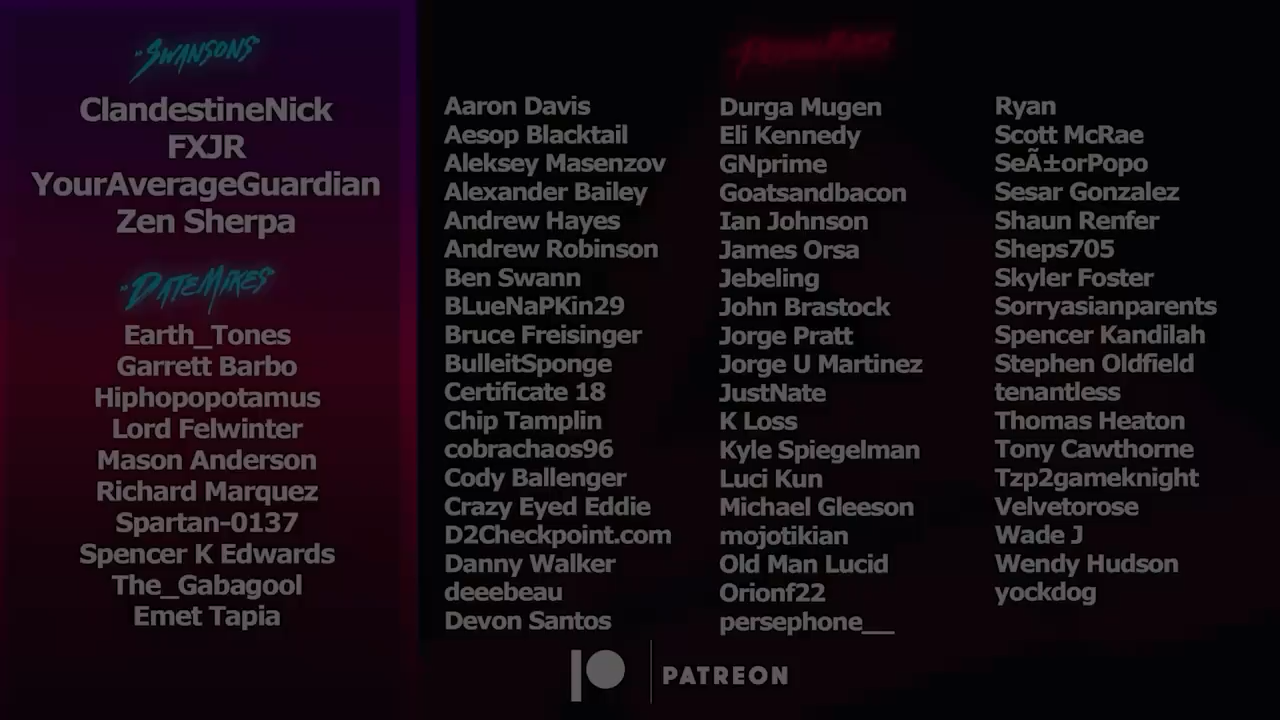 "SWANSONS"
ClandestineNick
FXJR
YourAverageGuardian
Zen Sherpa
"DATEMIKES"
Earth_Tones
Garrett Barbo
Hiphopopotamus
Lord Felwinter
Mason Anderson
Richard Marquez
Spartan-0137
Spencer K Edwards
The_Gabagool
Emet Tapia
Aaron Davis
Aesop Blacktail
Aleksey Masenzov
Alexander Bailey
Andrew Hayes
Andrew Robinson
Ben Swann
BLueNaPKin29
Bruce Freisinger
BulleitSponge
Certificate 18
Chip Tamplin
cobrachaos96
Cody Ballenger
Crazy Eyed Eddie
D2Checkpoint.com
Danny Walker
deeebeau
Devon Santos
Durga Mugen
Eli Kennedy
GNprime
Goatsandbacon
Ian Johnson
James Orsa
Jebeling
John Brastock
Jorge Pratt
Jorge U Martinez
JustNate
K Loss
Kyle Spiegelman
Luci Kun
Michael Gleeson
mojotikian
Old Man Lucid
Orionf22
persephone__
Ryan
Scott McRae
SeÃ±orPopo
Sesar Gonzalez
Shaun Renfer
Sheps705
Skyler Foster
Sorryasianparents
Spencer Kandilah
Stephen Oldfield
tenantless
Thomas Heaton
Tony Cawthorne
Tzp2gameknight
Velvetorose
Wade J
Wendy Hudson
yockdog
PATREON